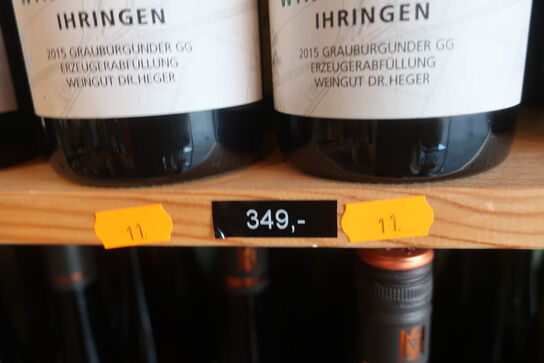 IHRINGEN
2015 GRAUBURGUNDER GG
ERZEUGERABFÜLLUNG
WEINGUT DR. HEGER
IHRINGEN
2015 GRAUBURGUNDER GG
ERZEUGERABFÜLLUNG
WEINGUT DR. HEGER
11.
349,-
11.